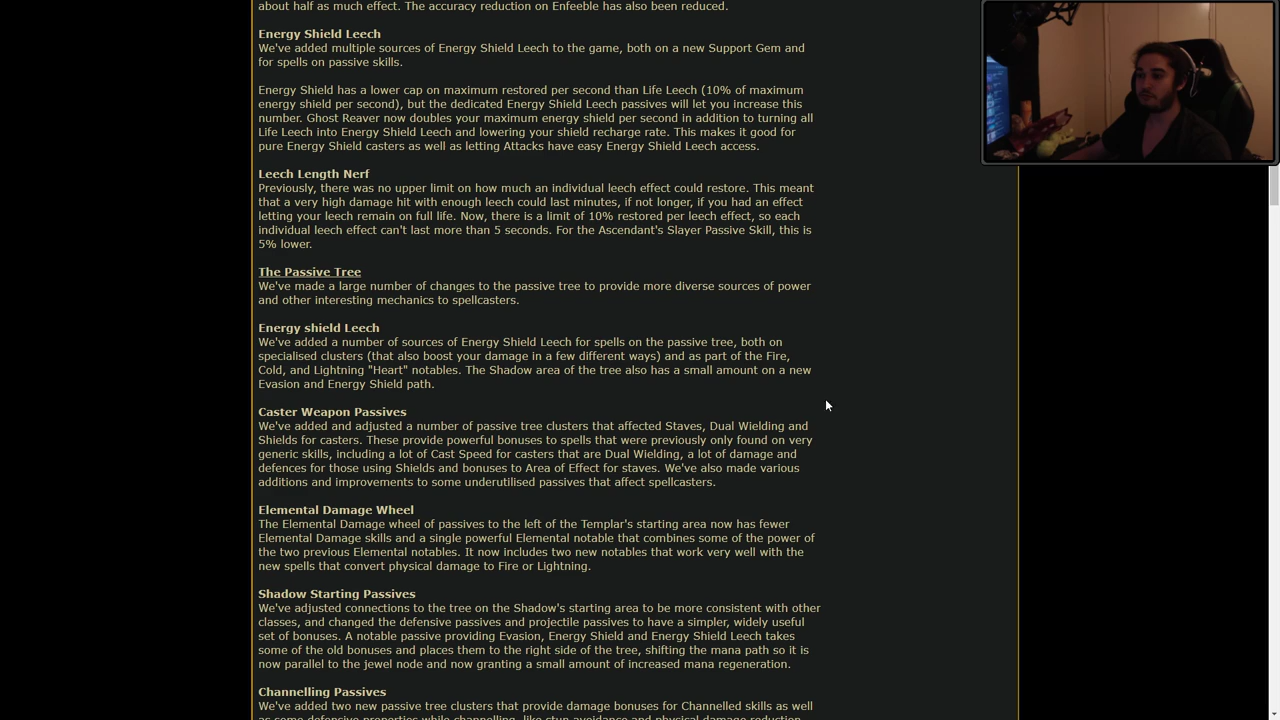 about half as much effect. The accuracy reduction on Enfeeble has also been reduced.
Energy Shield Leech
We've added multiple sources of Energy Shield Leech to the game, both on a new Support Gem and
for spells on passive skills.
Energy Shield has a lower cap on maximum restored per second than Life Leech (10% of maximum
energy shield per second), but the dedicated Energy Shield Leech passives will let you increase this
number. Ghost Reaver now doubles your maximum energy shield per second in addition to turning all
Life Leech into Energy Shield Leech and lowering your shield recharge rate. This makes it good for
pure Energy Shield casters as well as letting Attacks have easy Energy Shield Leech access.
Leech Length Nerf
Previously, there was no upper limit on how much an individual leech effect could restore. This meant
that a very high damage hit with enough leech could last minutes, if not longer, if you had an effect
letting your leech remain on full life. Now, there is a limit of 10% restored per leech effect, so each
individual leech effect can't last more than 5 seconds. For the Ascendant's Slayer Passive Skill, this is
5% lower.
The Passive Tree
We've made a large number of changes to the passive tree to provide more diverse sources of power
and other interesting mechanics to spellcasters.
Energy shield Leech
We've added a number of sources of Energy Shield Leech for spells on the passive tree, both on
specialised clusters (that also boost your damage in a few different ways) and as part of the Fire,
Cold, and Lightning "Heart" notables. The Shadow area of the tree also has a small amount on a new
Evasion and Energy Shield path.
Caster Weapon Passives
We've added and adjusted a number of passive tree clusters that affected Staves, Dual Wielding and
Shields for casters. These provide powerful bonuses to spells that were previously only found on very
generic skills, including a lot of Cast Speed for casters that are Dual Wielding, a lot of damage and
defences for those using Shields and bonuses to Area of Effect for staves. We've also made various
additions and improvements to some underutilised passives that affect spellcasters.
Elemental Damage Wheel
The Elemental Damage wheel of passives to the left of the Templar's starting area now has fewer
Elemental Damage skills and a single powerful Elemental notable that combines some of the power of
the two previous Elemental notables. It now includes two new notables that work very well with the
new spells that convert physical damage to Fire or Lightning.
Shadow Starting Passives
We've adjusted connections to the tree on the Shadow's starting area to be more consistent with other
classes, and changed the defensive passives and projectile passives to have a simpler, widely useful
set of bonuses. A notable passive providing Evasion, Energy Shield and Energy Shield Leech takes
some of the old bonuses and places them to the right side of the tree, shifting the mana path so it is
now parallel to the jewel node and now granting a small amount of increased mana regeneration.
Channelling Passives
We've added two new passive tree clusters that provide damage bonuses for Channelled skills as well
as some defensive properties while channelling, like stun avoidance and physical damage reduction